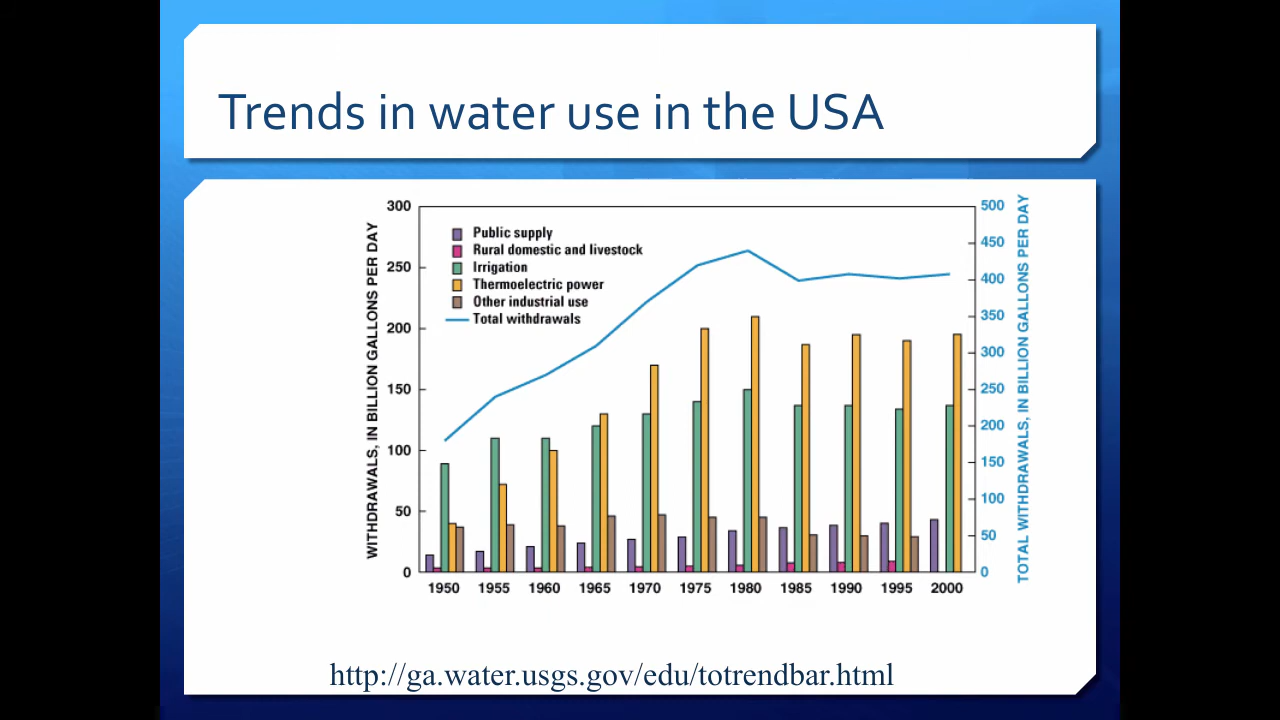 Trends in water use in the USA
WITHDRAWALS, IN BILLION GALLONS PER DAY
300
250
200
150
100
50
0
Public supply
Rural domestic and livestock
Irrigation
Thermoelectric power
Other industrial use
Total withdrawals
500
450
400
350
300
250
200
150
100
50
0
TOTAL WITHDRAWALS, IN BILLION GALLONS PER DAY
1950 1955 1960 1965 1970 1975 1980 1985 1990 1995 2000
http://ga.water.usgs.gov/edu/totrendbar.html